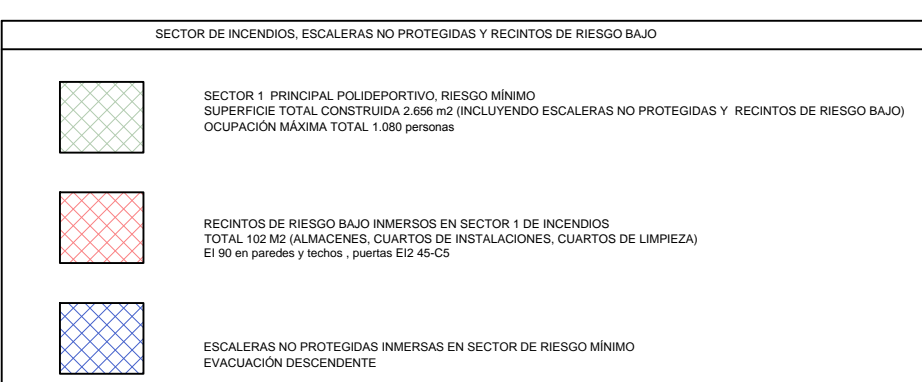 SECTOR DE INCENDIOS, ESCALERAS NO PROTEGIDAS Y RECINTOS DE RIESGO BAJO
SECTOR 1 PRINCIPAL POLIDEPORTIVO, RIESGO MÍNIMO
SUPERFICIE TOTAL CONSTRUIDA 2.656 m2 (INCLUYENDO ESCALERAS NO PROTEGIDAS Y RECINTOS DE RIESGO BAJO)
OCUPACIÓN MÁXIMA TOTAL 1.080 personas
RECINTOS DE RIESGO BAJO INMERSOS EN SECTOR 1 DE INCENDIOS
TOTAL 102 M2 (ALMACENES, CUARTOS DE INSTALACIONES, CUARTOS DE LIMPIEZA)
EI 90 en paredes y techos , puertas EI2 45-C5
ESCALERAS NO PROTEGIDAS INMERSAS EN SECTOR DE RIESGO MÍNIMO
EVACUACIÓN DESCENDENTE